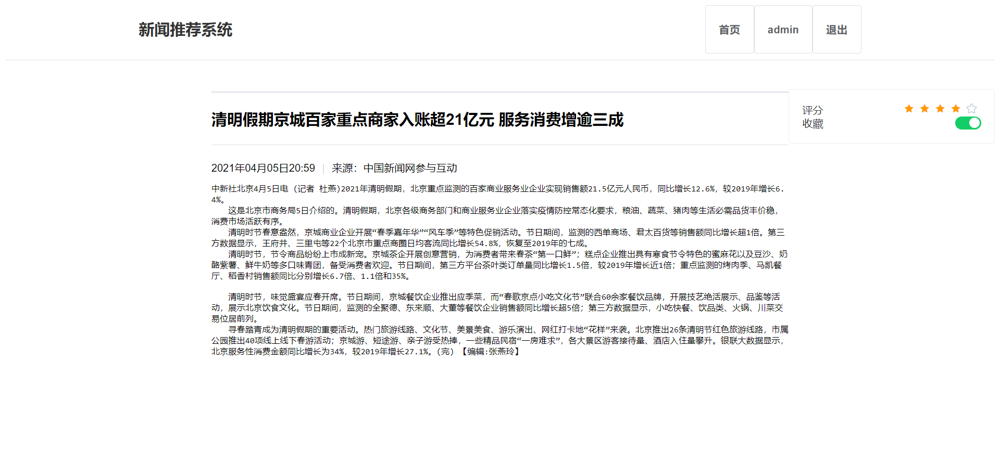 新闻推荐系统
首页
admin
退出
清明假期京城百家重点商家入账超21亿元 服务消费增逾三成
评分
收藏
2021年04月05日20:59 | 来源：中国新闻网参与互动
中新社北京4月5日电 (记者 杜燕)2021年清明假期，北京重点监测的百家商业服务业企业实现销售额21.5亿元人民币，同比增长12.6%，较2019年增长6.
4%。
这是北京市商务局5日介绍的。清明假期，北京各级商务部门和商业服务业企业落实疫情防控常态化要求，粮油、蔬菜、猪肉等生活必需品货丰价稳，
消费市场活跃有序。
清明时节春意盎然，京城商业企业开展“春季嘉年华”“风车季”等特色促销活动。节日期间，监测的西单商场、君太百货等销售额同比增长超1倍。第三
方数据显示，王府井、三里屯等22个北京市重点商圈日均客流同比增长54.8%，恢复至2019年的七成。
清明时节，节令商品纷纷上市成新宠。京城茶企开展创意营销，为消费者带来春茶“第一口鲜”；糕点企业推出具有寒食节令特色的蜜麻花以及豆沙、奶
酪紫薯、鲜牛奶等多口味青团，备受消费者欢迎。节日期间，第三方平台茶叶类订单量同比增长1.5倍，较2019年增长近1倍；重点监测的烤肉季、马凯餐
厅、稻香村销售额同比分别增长6.7倍、1.1倍和35%。
清明时节，味觉盛宴应春开席。节日期间，京城餐饮企业推出应季菜，而“春歌京点小吃文化节”联合60余家餐饮品牌，开展技艺绝活展示、品鉴等活
动，展示北京饮食文化。节日期间，监测的全聚德、东来顺、大董等餐饮企业销售额同比增长超5倍；第三方数据显示，小吃快餐、饮品类、火锅、川菜交
易位居前列。
寻春踏青成为清明假期的重要活动。热门旅游线路、文化节、美景美食、游乐演出、网红打卡地“花样”来袭。北京推出26条清明节红色旅游线路，市属
公园推出40项线上线下春游活动；京城游、短途游、亲子游受热捧，一些精品民宿“一房难求”，各大景区游客接待量、酒店入住量攀升。银联大数据显示，
北京服务性消费金额同比增长为34%，较2019年增长27.1%。(完) 【编辑:张燕玲】